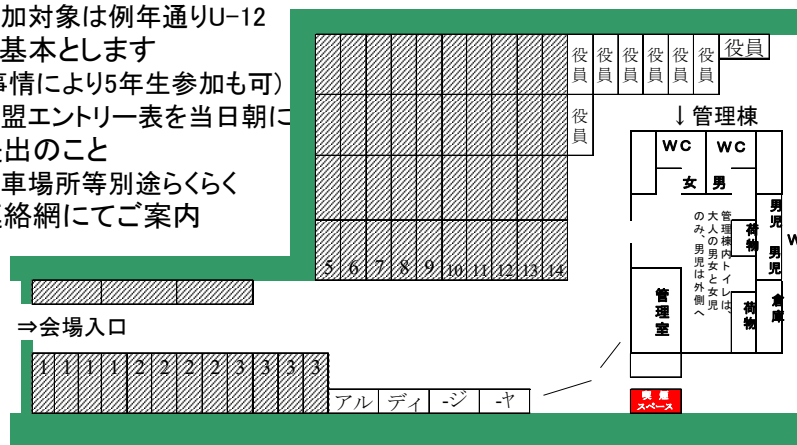 加対象は例年通りU-12
基本とします
事情により5年生参加も可)
盟エントリー表を当日朝に
出のこと
車場所等別途らくらく
絡網にてご案内
役員 役員 役員 役員 役員 役員 役員
役員
↓管理棟
WC WC
女 男
男児 男児
荷物
管理棟内トイレは、
大人の男女と女児
のみ、男児は外側へ
W
5 6 7 8 9 10 11 12 13 14
管理室
荷物
倉庫
⇒会場入口
1 1 1 1 2 2 2 2 3 3 3 3
アル ディ -ジ -ヤ
喫煙
スペース